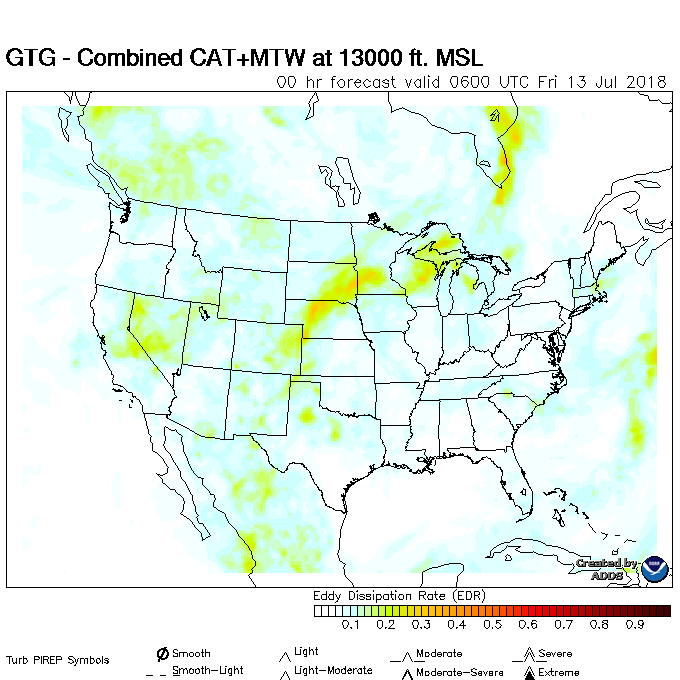 GTG - Combined CAT+MTW at 13000 ft. MSL
00 hr forecast valid 0600 UTC Fri 13 Jul 2018
Created by
ADDS
Eddy Dissipation Rate (EDR)
0.1 0.2 0.3 0.4 0.5 0.6 0.7 0.8 0.9
Turb PIREP Symbols
Smooth Light Moderate Severe
Smooth-Light Light-Moderate Moderate-Severe Extreme